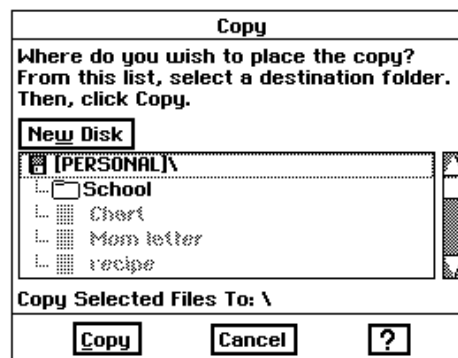 Copy
Where do you wish to place the copy?
From this list, select a destination folder.
Then, click Copy.
New Disk
[PERSONAL]\
School
Chart
Mom letter
recipe
Copy Selected Files To: \
Copy Cancel ?